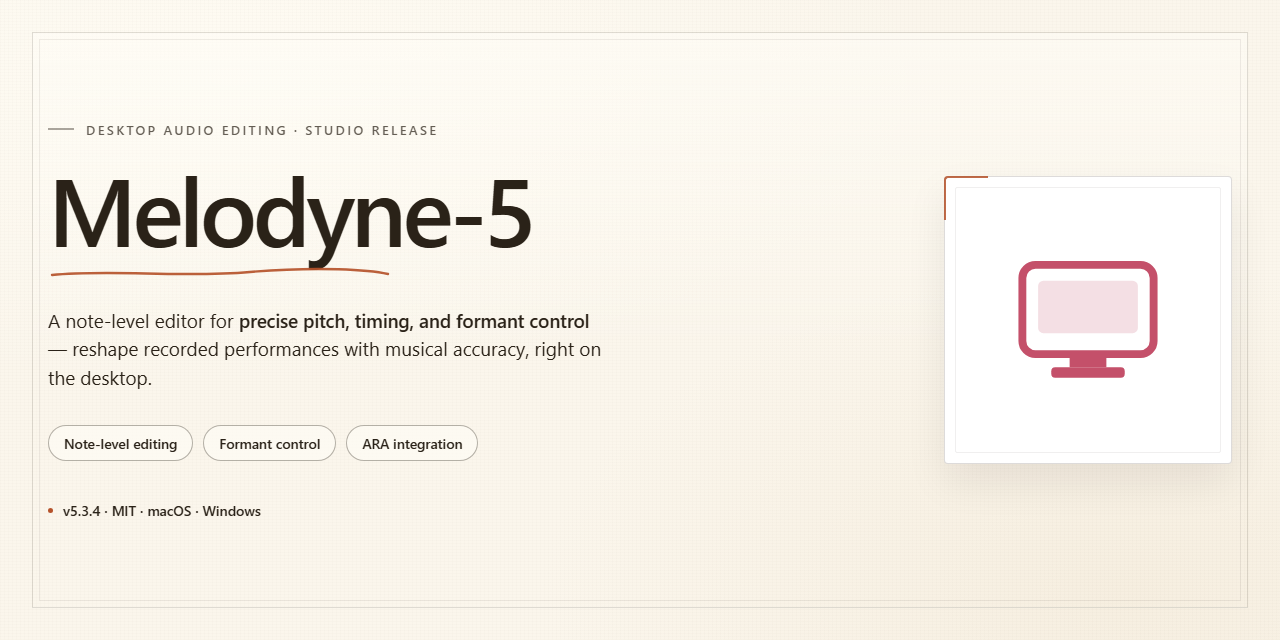 DESKTOP AUDIO EDITING · STUDIO RELEASE
Melodyne-5
A note-level editor for precise pitch, timing, and formant control
— reshape recorded performances with musical accuracy, right on
the desktop.
Note-level editing
Formant control
ARA integration
v5.3.4 · MIT · macOS · Windows